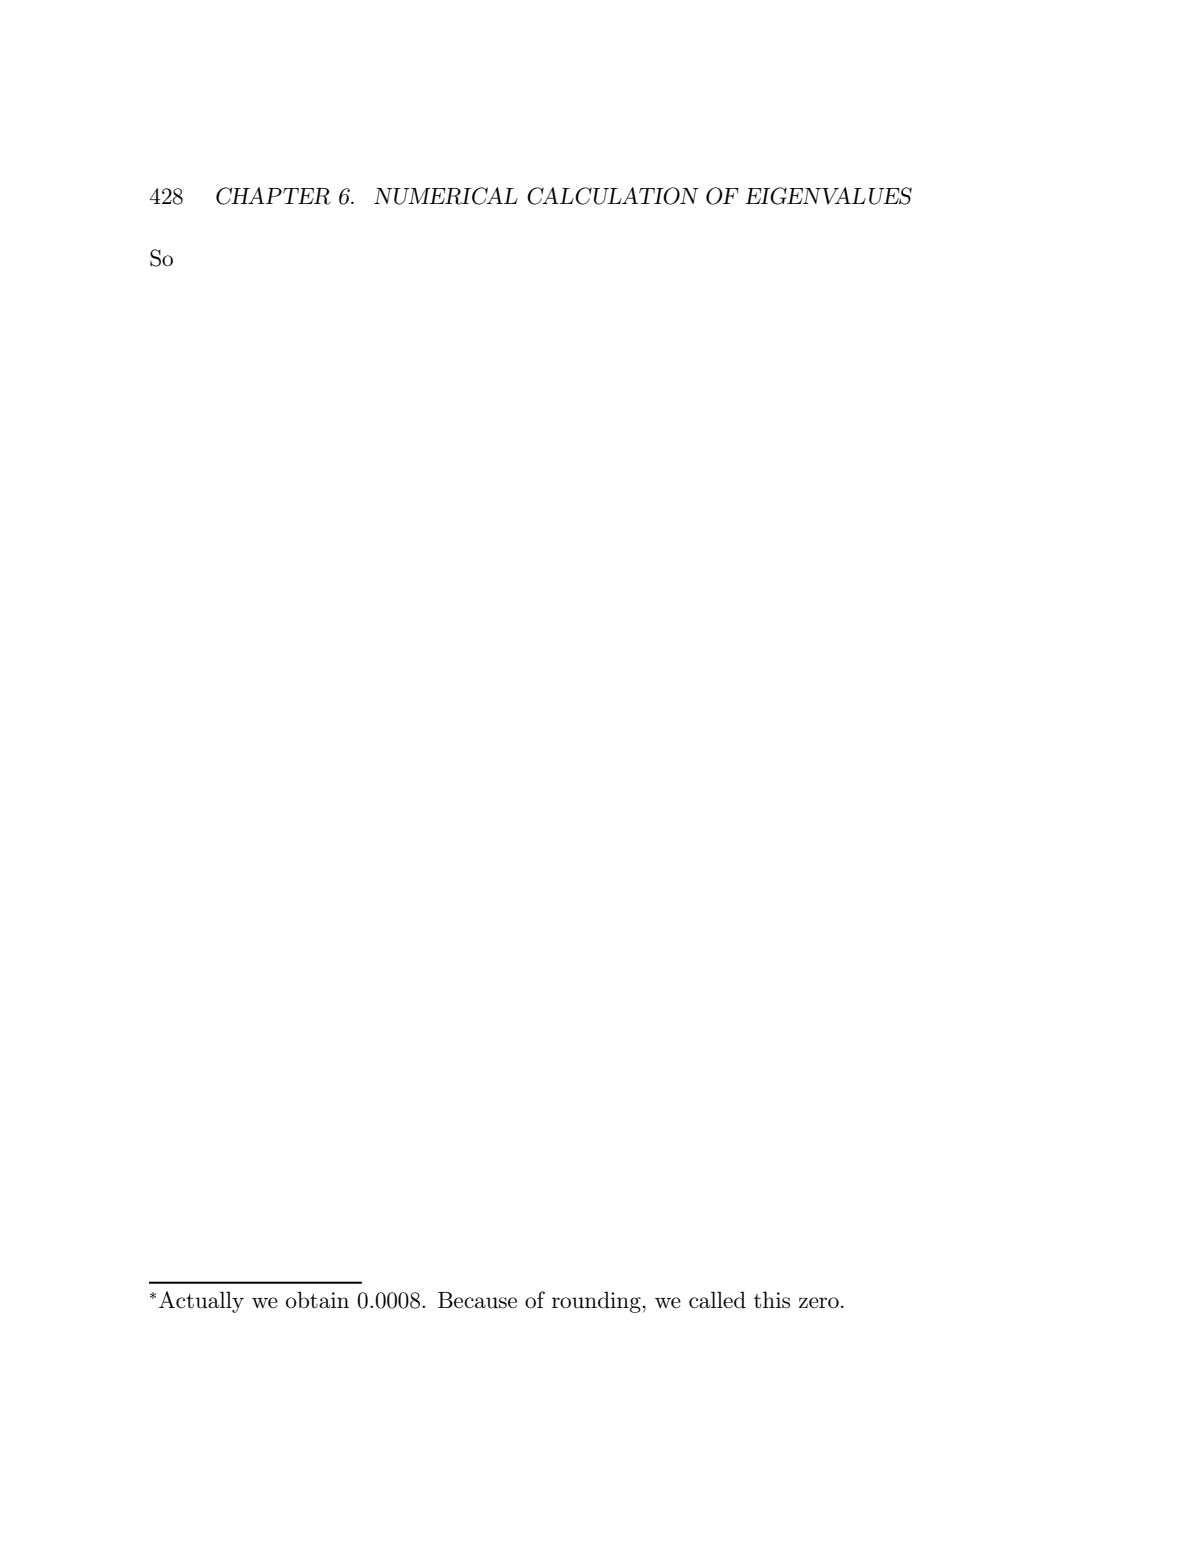 428 CHAPTER 6. NUMERICAL CALCULATION OF EIGENVALUES
So
*Actually we obtain 0.0008. Because of rounding, we called this zero.